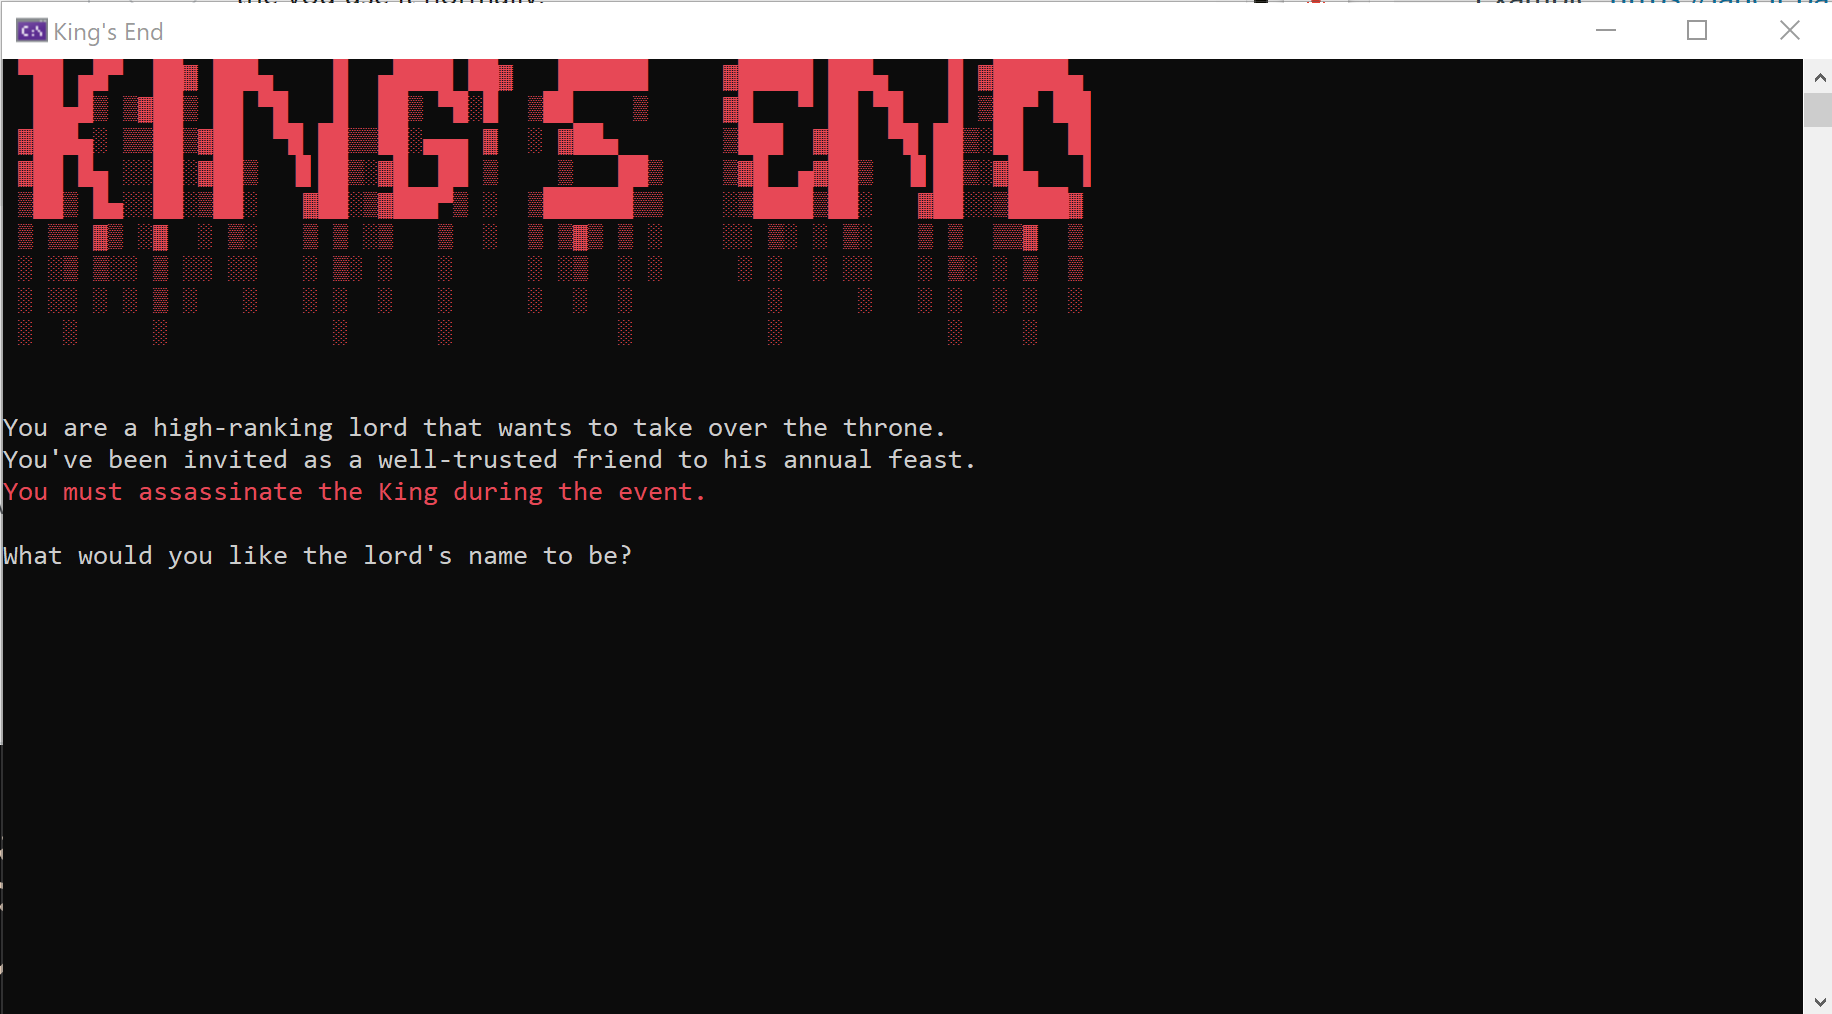 King's End
KING'S END
You are a high-ranking lord that wants to take over the throne.
You've been invited as a well-trusted friend to his annual feast.
You must assassinate the King during the event.
What would you like the lord's name to be?